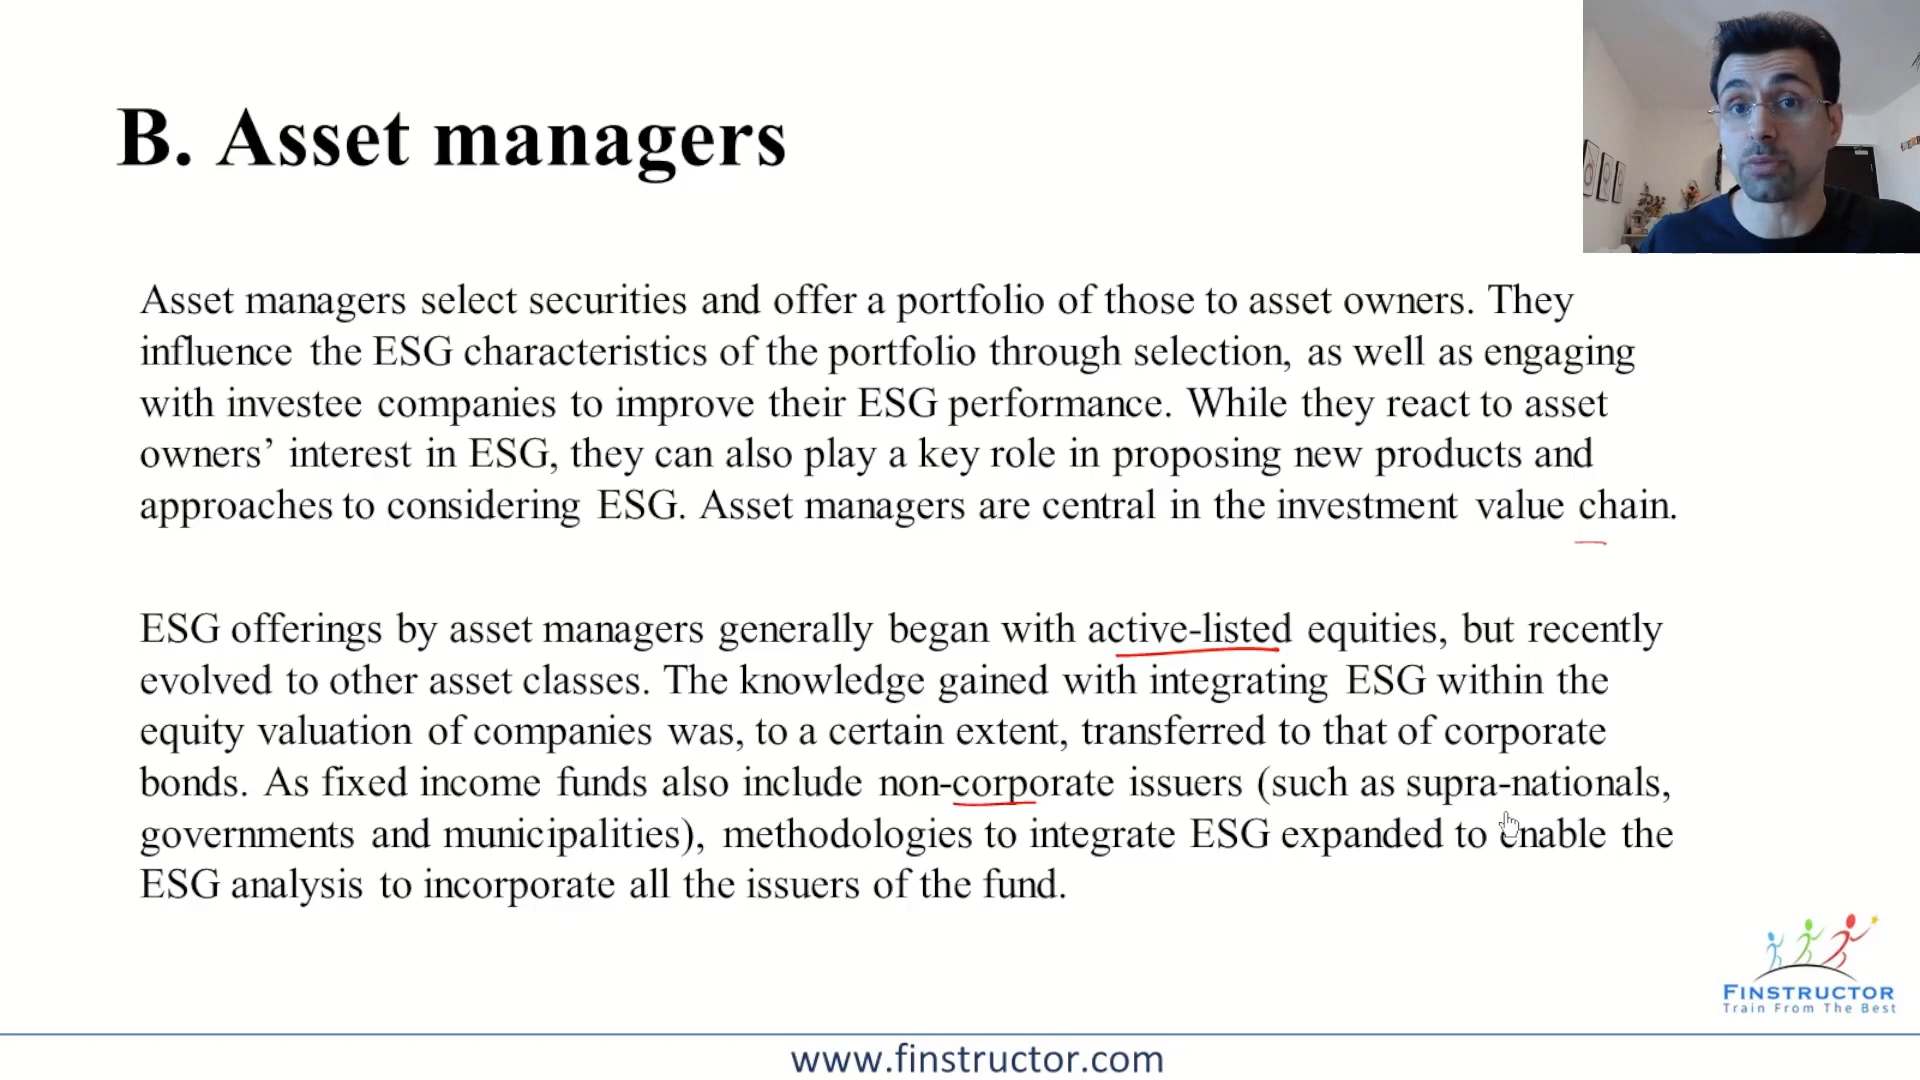 B. Asset managers
Asset managers select securities and offer a portfolio of those to asset owners. They
influence the ESG characteristics of the portfolio through selection, as well as engaging
with investee companies to improve their ESG performance. While they react to asset
owners’ interest in ESG, they can also play a key role in proposing new products and
approaches to considering ESG. Asset managers are central in the investment value chain.
ESG offerings by asset managers generally began with active-listed equities, but recently
evolved to other asset classes. The knowledge gained with integrating ESG within the
equity valuation of companies was, to a certain extent, transferred to that of corporate
bonds. As fixed income funds also include non-corporate issuers (such as supra-nationals,
governments and municipalities), methodologies to integrate ESG expanded to enable the
ESG analysis to incorporate all the issuers of the fund.
FINSTRUCTOR
Train From The Best
www.finstructor.com